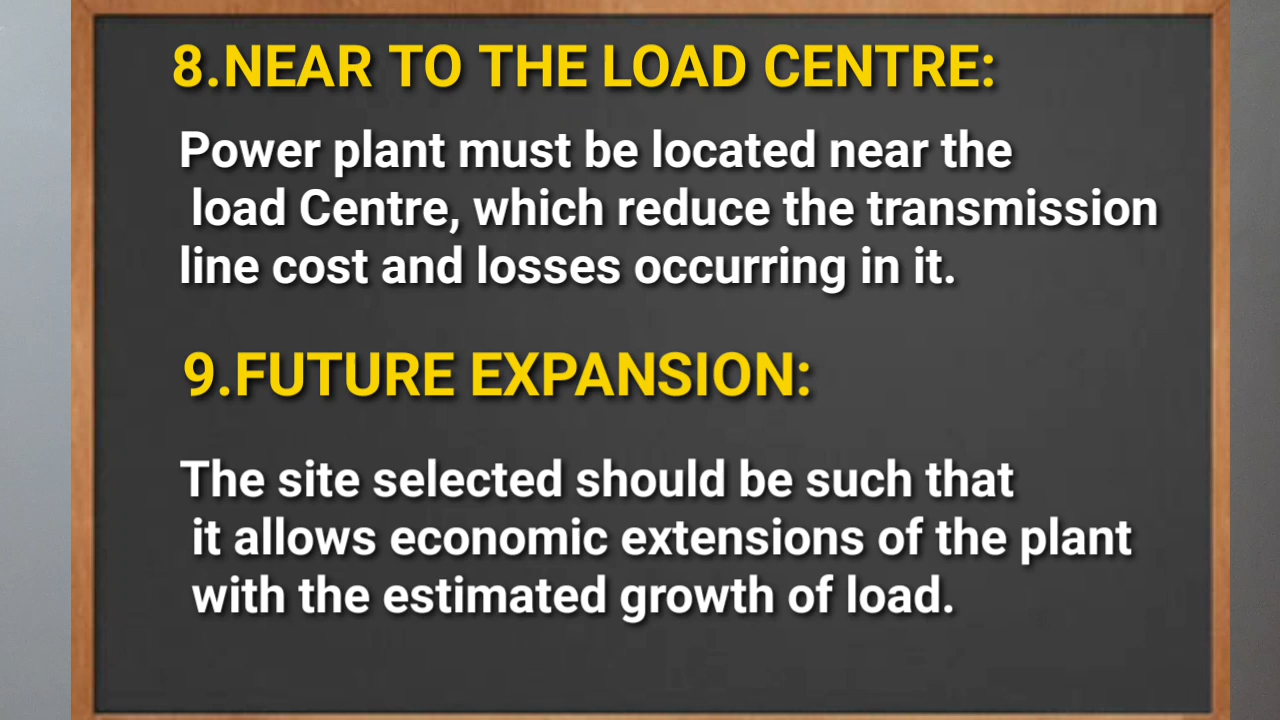 8.NEAR TO THE LOAD CENTRE:
Power plant must be located near the
load Centre, which reduce the transmission
line cost and losses occurring in it.
9.FUTURE EXPANSION:
The site selected should be such that
it allows economic extensions of the plant
with the estimated growth of load.